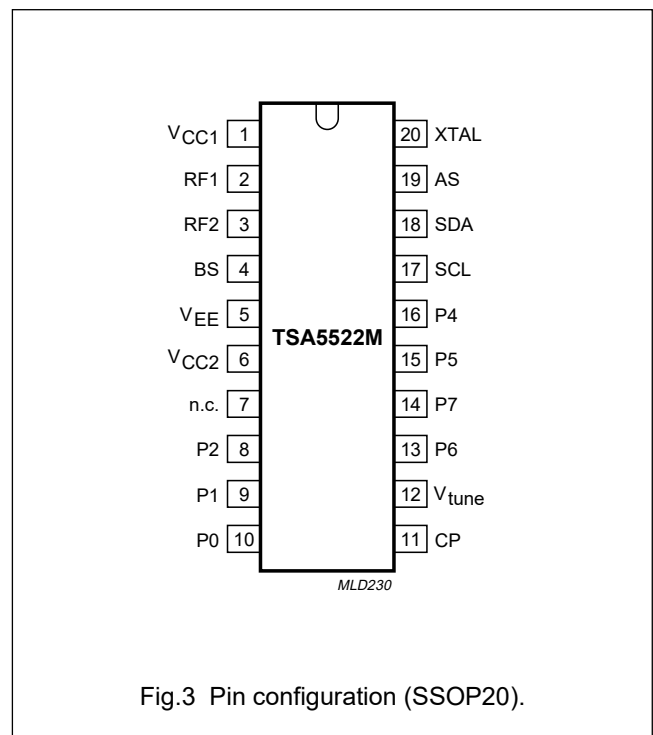 VCC1 1 20 XTAL
RF1 2 19 AS
RF2 3 18 SDA
BS 4 17 SCL
VEE 5 16 P4
TSA5522M
VCC2 6 15 P5
n.c. 7 14 P7
P2 8 13 P6
P1 9 12 Vtune
P0 10 11 CP
MLD230
Fig.3 Pin configuration (SSOP20).